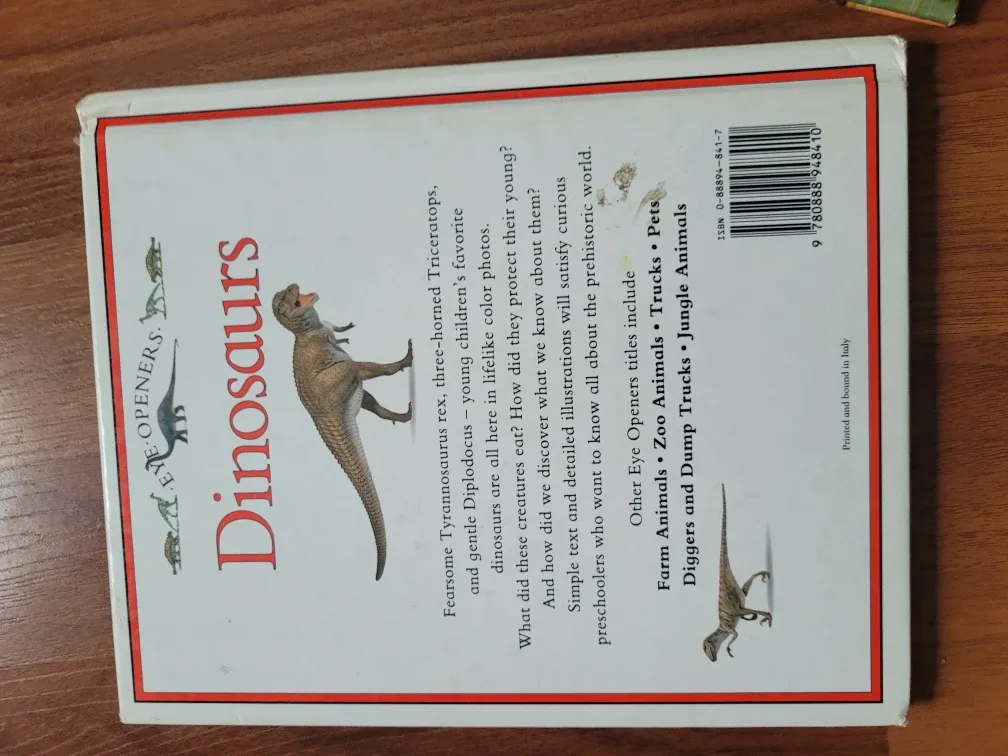 ·EYE·OPENERS·
Dinosaurs
Fearsome Tyrannosaurus rex, three-horned Triceratops,
and gentle Diplodocus – young children's favorite
dinosaurs are all here in lifelike color photos.
What did these creatures eat? How did they protect their young?
And how did we discover what we know about them?
Simple text and detailed illustrations will satisfy curious
preschoolers who want to know all about the prehistoric world.
Other Eye Openers titles include
Farm Animals • Zoo Animals • Trucks • Pets
Diggers and Dump Trucks • Jungle Animals
ISBN 0-88894-841-7
9 780888 948410
Printed and bound in Italy